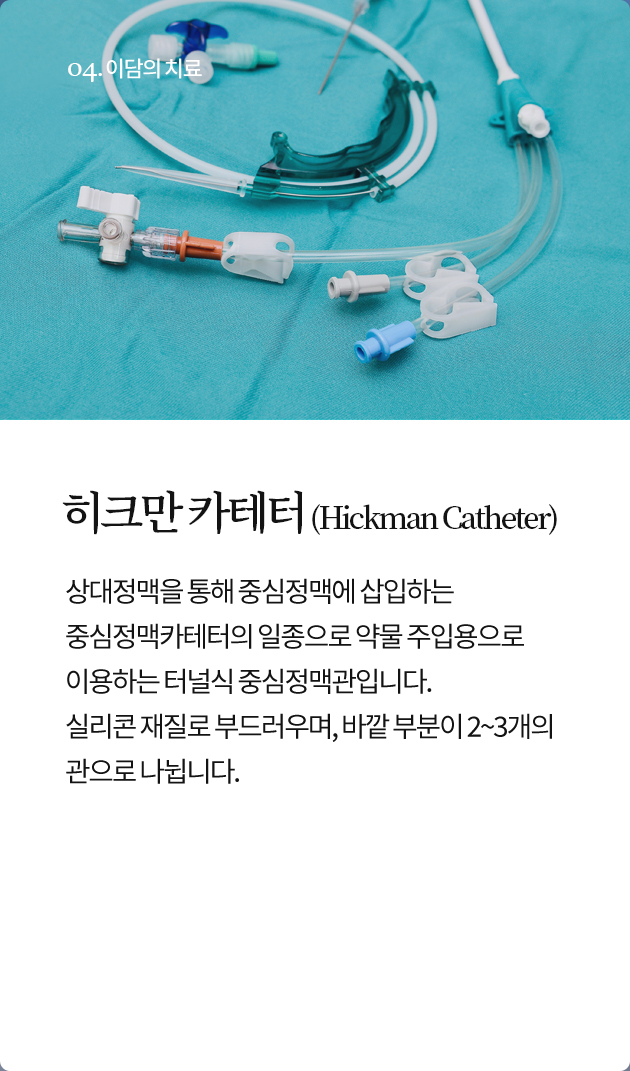 04. 이담의 치료
히크만 카테터 (Hickman Catheter)
상대정맥을 통해 중심정맥에 삽입하는
중심정맥카테터의 일종으로 약물 주입용으로
이용하는 터널식 중심정맥관입니다.
실리콘 재질로 부드러우며, 바깥 부분이 2~3개의
관으로 나뉩니다.